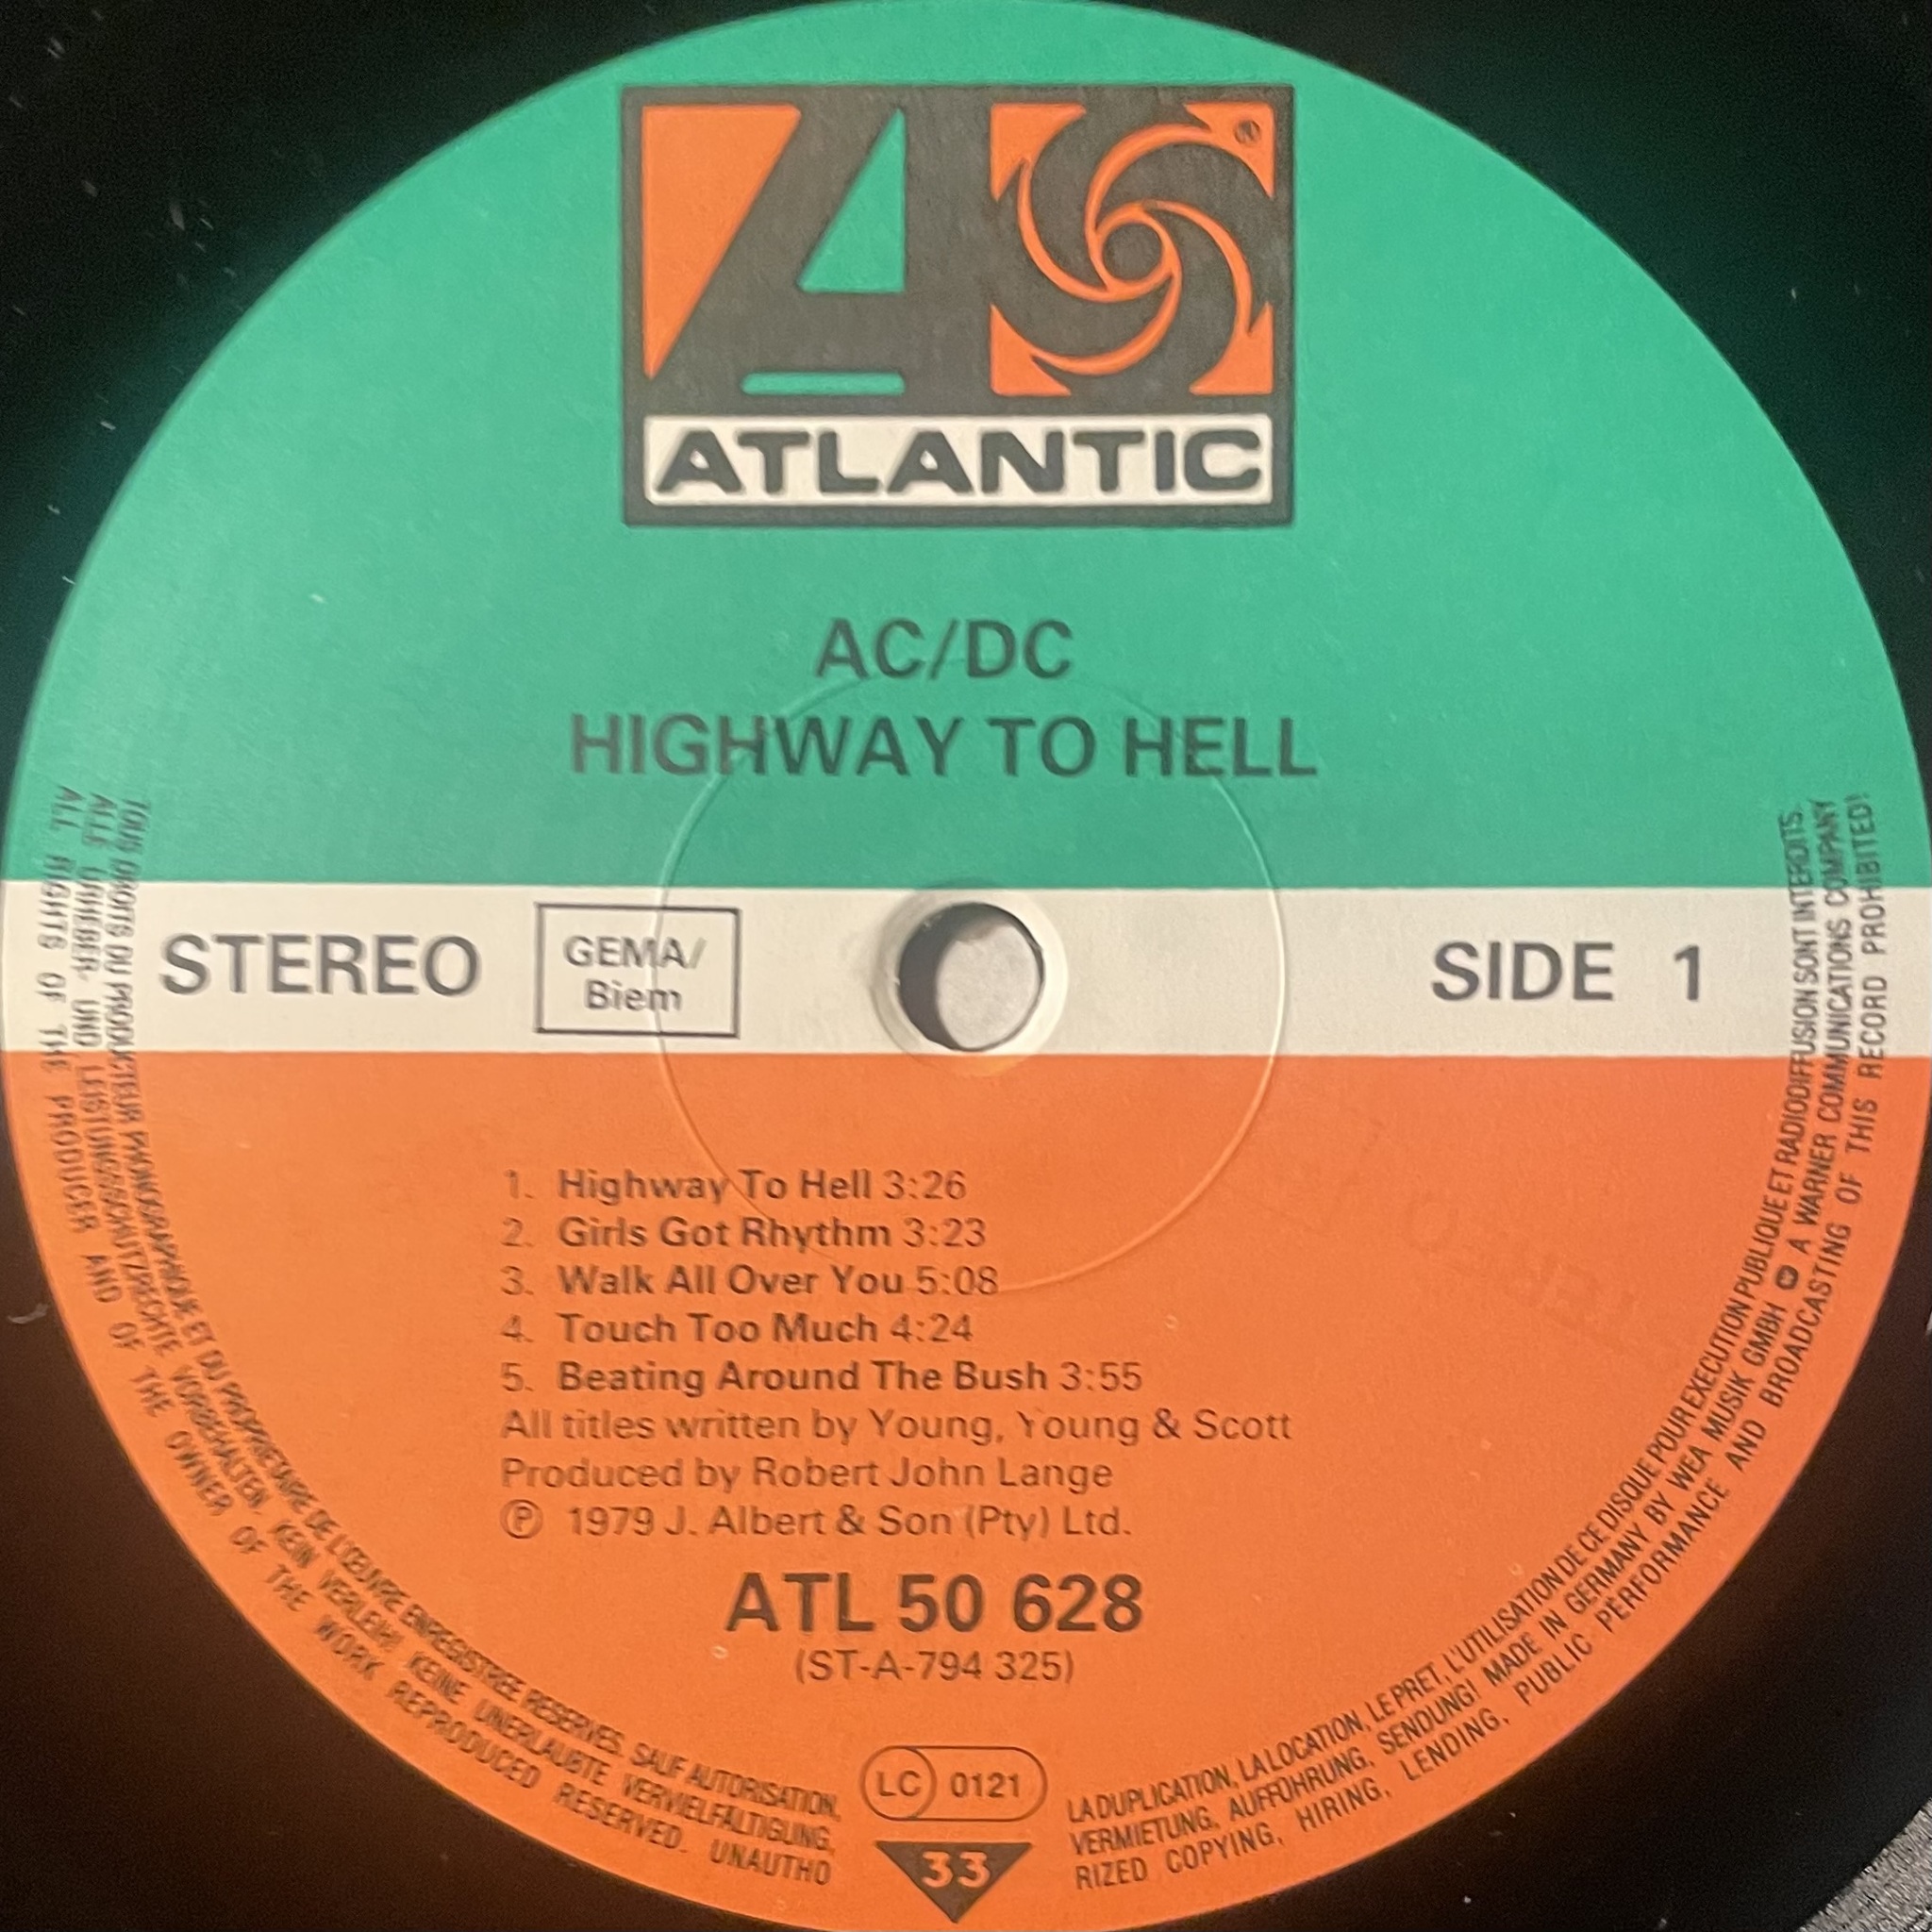 ATLANTIC
AC/DC
HIGHWAY TO HELL
STEREO
GEMA/
Biem
SIDE 1
1. Highway To Hell 3:26
2. Girls Got Rhythm 3:23
3. Walk All Over You 5:08
4. Touch Too Much 4:24
5. Beating Around The Bush 3:55
All titles written by Young, Young & Scott
Produced by Robert John Lange
℗ 1979 J. Albert & Son (Pty) Ltd.
ATL 50 628
(ST-A-794 325)
LC 0121
33
TOUS DROITS DU PRODUCTEUR PHONOGRAPHIQUE ET DU PROPRIETAIRE DE L'ŒUVRE ENREGISTREE RESERVES. SAUF AUTORISATION, LA DUPLICATION, LA LOCATION, LE PRET, L'UTILISATION DE CE DISQUE POUR EXECUTION PUBLIQUE ET RADIODIFFUSION SONT INTERDITS.
ALLE URHEBER- UND LEISTUNGSSCHUTZRECHTE VORBEHALTEN. KEIN VERLEIH! KEINE UNERLAUBTE VERVIELFÄLTIGUNG, VERMIETUNG, AUFFÜHRUNG, SENDUNG! MADE IN GERMANY BY WEA MUSIK GMBH A WARNER COMMUNICATIONS COMPANY
ALL RIGHTS OF THE PRODUCER AND OF THE OWNER OF THE WORK REPRODUCED RESERVED. UNAUTHORIZED COPYING, HIRING, LENDING, PUBLIC PERFORMANCE AND BROADCASTING OF THIS RECORD PROHIBITED!